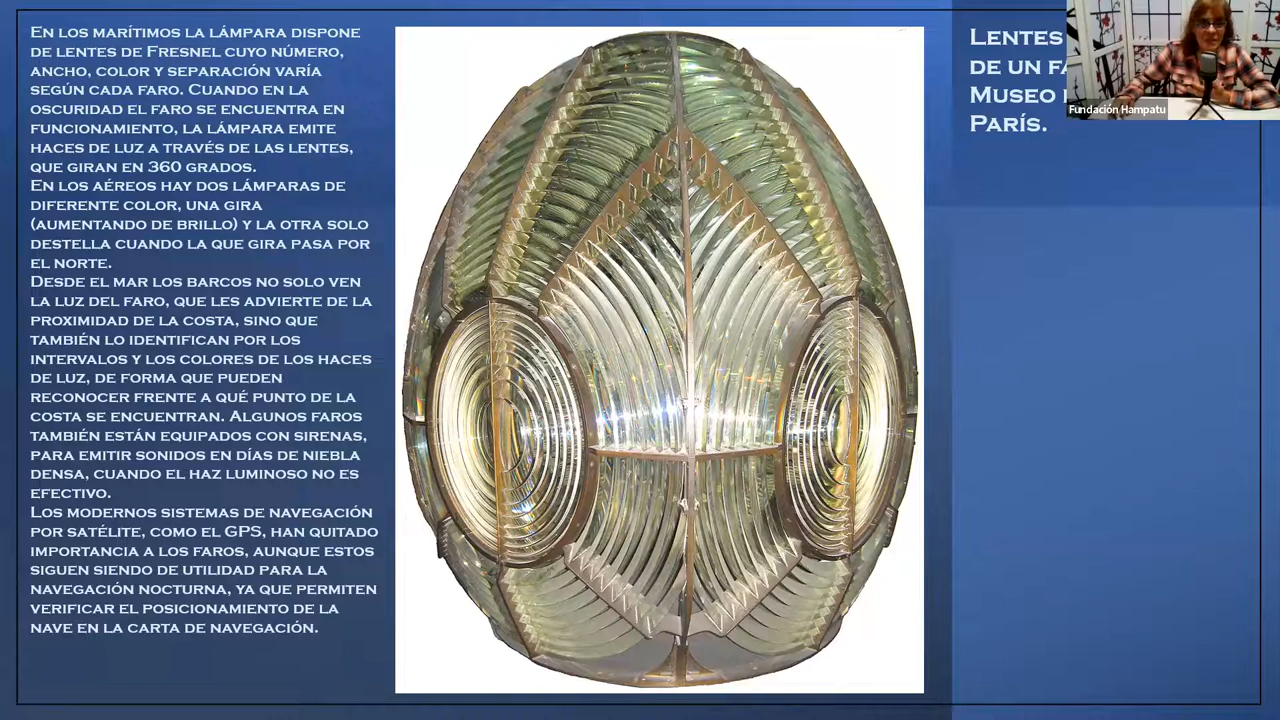 En los marítimos la lámpara dispone
de lentes de Fresnel cuyo número,
ancho, color y separación varía
según cada faro. Cuando en la
oscuridad el faro se encuentra en
funcionamiento, la lámpara emite
haces de luz a través de las lentes,
que giran en 360 grados.
En los aéreos hay dos lámparas de
diferente color, una gira
(aumentando de brillo) y la otra solo
destella cuando la que gira pasa por
el norte.
Desde el mar los barcos no solo ven
la luz del faro, que les advierte de la
proximidad de la costa, sino que
también lo identifican por los
intervalos y los colores de los haces
de luz, de forma que pueden
reconocer frente a qué punto de la
costa se encuentran. Algunos faros
también están equipados con sirenas,
para emitir sonidos en días de niebla
densa, cuando el haz luminoso no es
efectivo.
Los modernos sistemas de navegación
por satélite, como el GPS, han quitado
importancia a los faros, aunque estos
siguen siendo de utilidad para la
navegación nocturna, ya que permiten
verificar el posicionamiento de la
nave en la carta de navegación.
Lentes
de un
Museo
París.
Fundación Hampatu